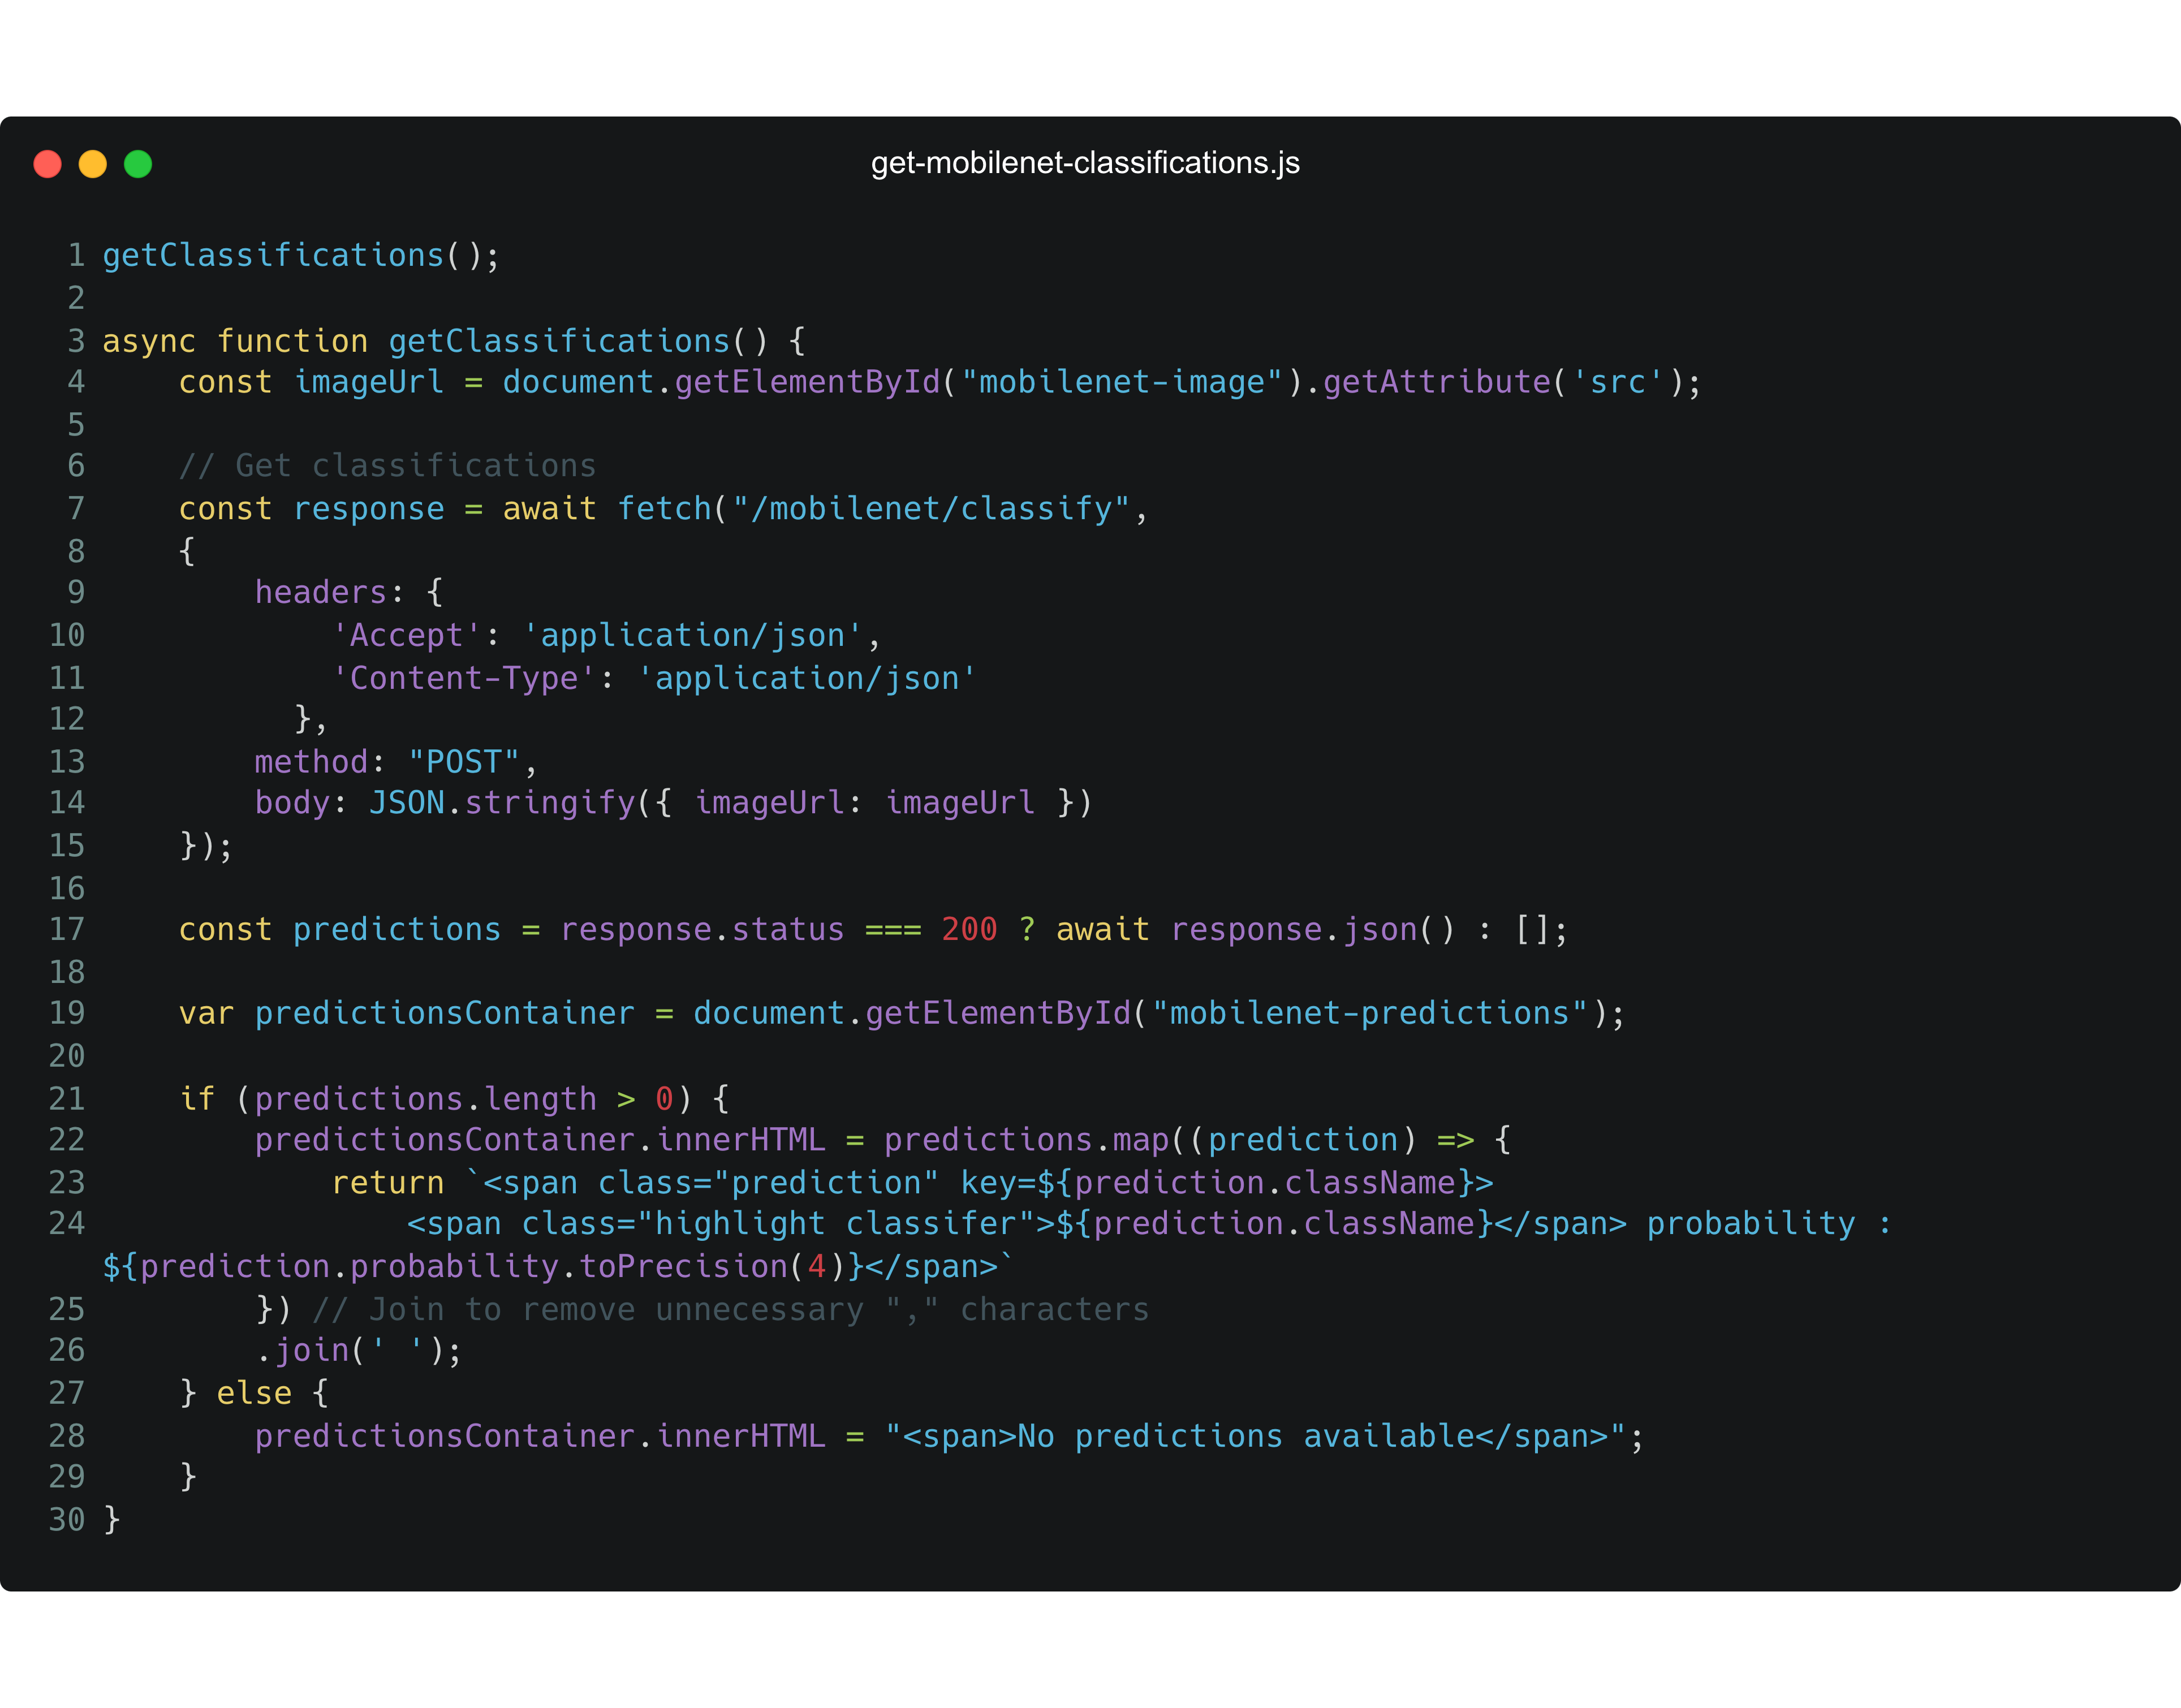 get-mobilenet-classifications.js
1 getClassifications();
2
3 async function getClassifications() {
4     const imageUrl = document.getElementById("mobilenet-image").getAttribute('src');
5
6     // Get classifications
7     const response = await fetch("/mobilenet/classify",
8     {
9         headers: {
10             'Accept': 'application/json',
11             'Content-Type': 'application/json'
12           },
13         method: "POST",
14         body: JSON.stringify({ imageUrl: imageUrl })
15     });
16
17     const predictions = response.status === 200 ? await response.json() : [];
18
19     var predictionsContainer = document.getElementById("mobilenet-predictions");
20
21     if (predictions.length > 0) {
22         predictionsContainer.innerHTML = predictions.map((prediction) => {
23             return `<span class="prediction" key=${prediction.className}>
24                 <span class="highlight classifer">${prediction.className}</span> probability :
${prediction.probability.toPrecision(4)}</span>`
25         }) // Join to remove unnecessary "," characters
26         .join(' ');
27     } else {
28         predictionsContainer.innerHTML = "<span>No predictions available</span>";
29     }
30 }